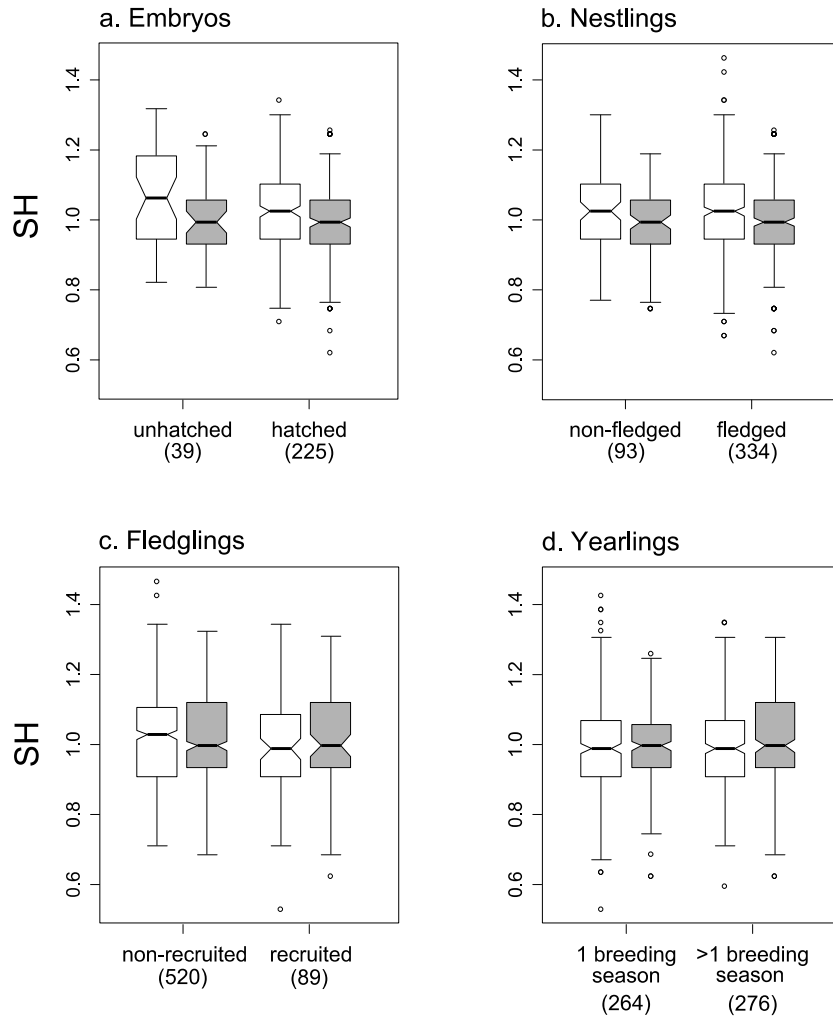 a. Embryos
SH
1.4
1.2
1.0
0.8
0.6
unhatched
(39)
hatched
(225)
b. Nestlings
1.4
1.2
1.0
0.8
0.6
non-fledged
(93)
fledged
(334)
c. Fledglings
SH
1.4
1.2
1.0
0.8
0.6
non-recruited
(520)
recruited
(89)
d. Yearlings
1.4
1.2
1.0
0.8
0.6
1 breeding
season
(264)
>1 breeding
season
(276)